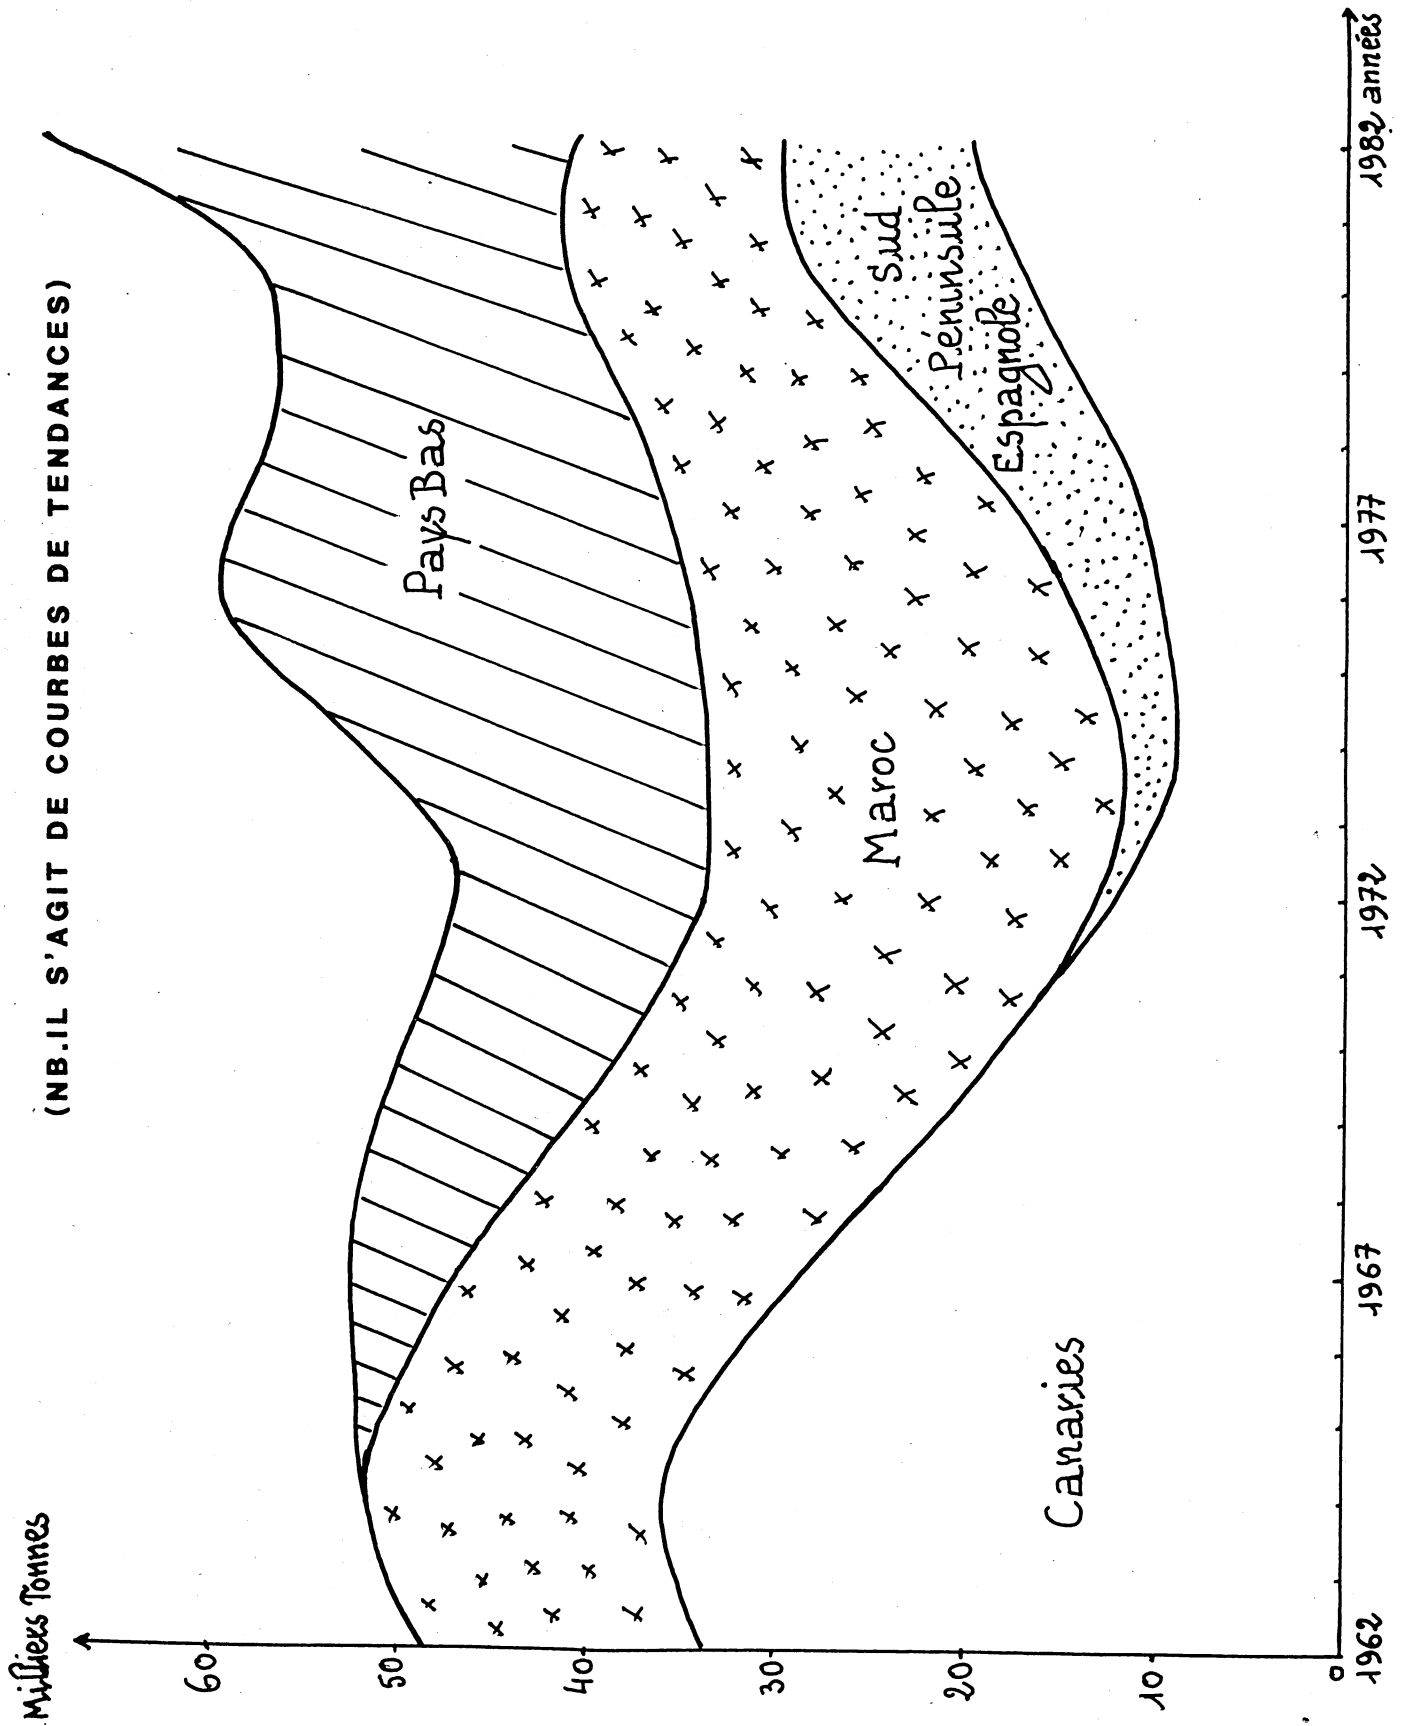 (NB.IL S'AGIT DE COURBES DE TENDANCES)
Milliers Tonnes
60
50
40
30
20
10
0
Pays Bas
Maroc
Sud
Péninsule
Espagnole
Canaries
1962
1967
1972
1977
1982 années